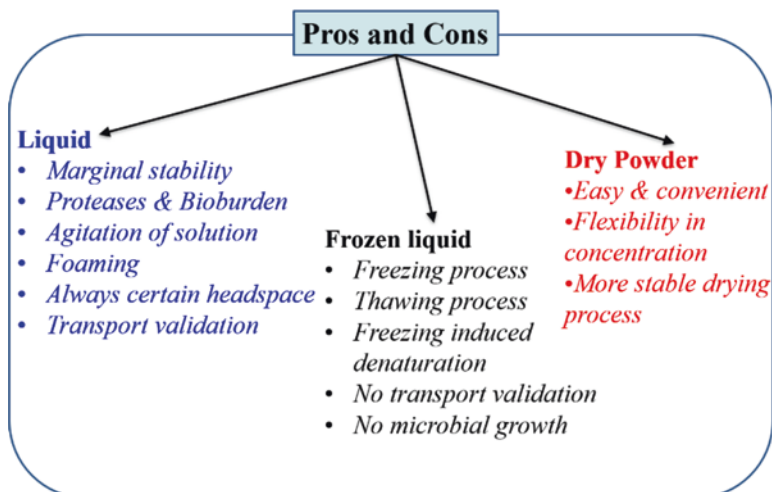 Pros and Cons
Liquid
• Marginal stability
• Proteases & Bioburden
• Agitation of solution
• Foaming
• Always certain headspace
• Transport validation
Frozen liquid
• Freezing process
• Thawing process
• Freezing induced
denaturation
• No transport validation
• No microbial growth
Dry Powder
•Easy & convenient
•Flexibility in
concentration
•More stable drying
process